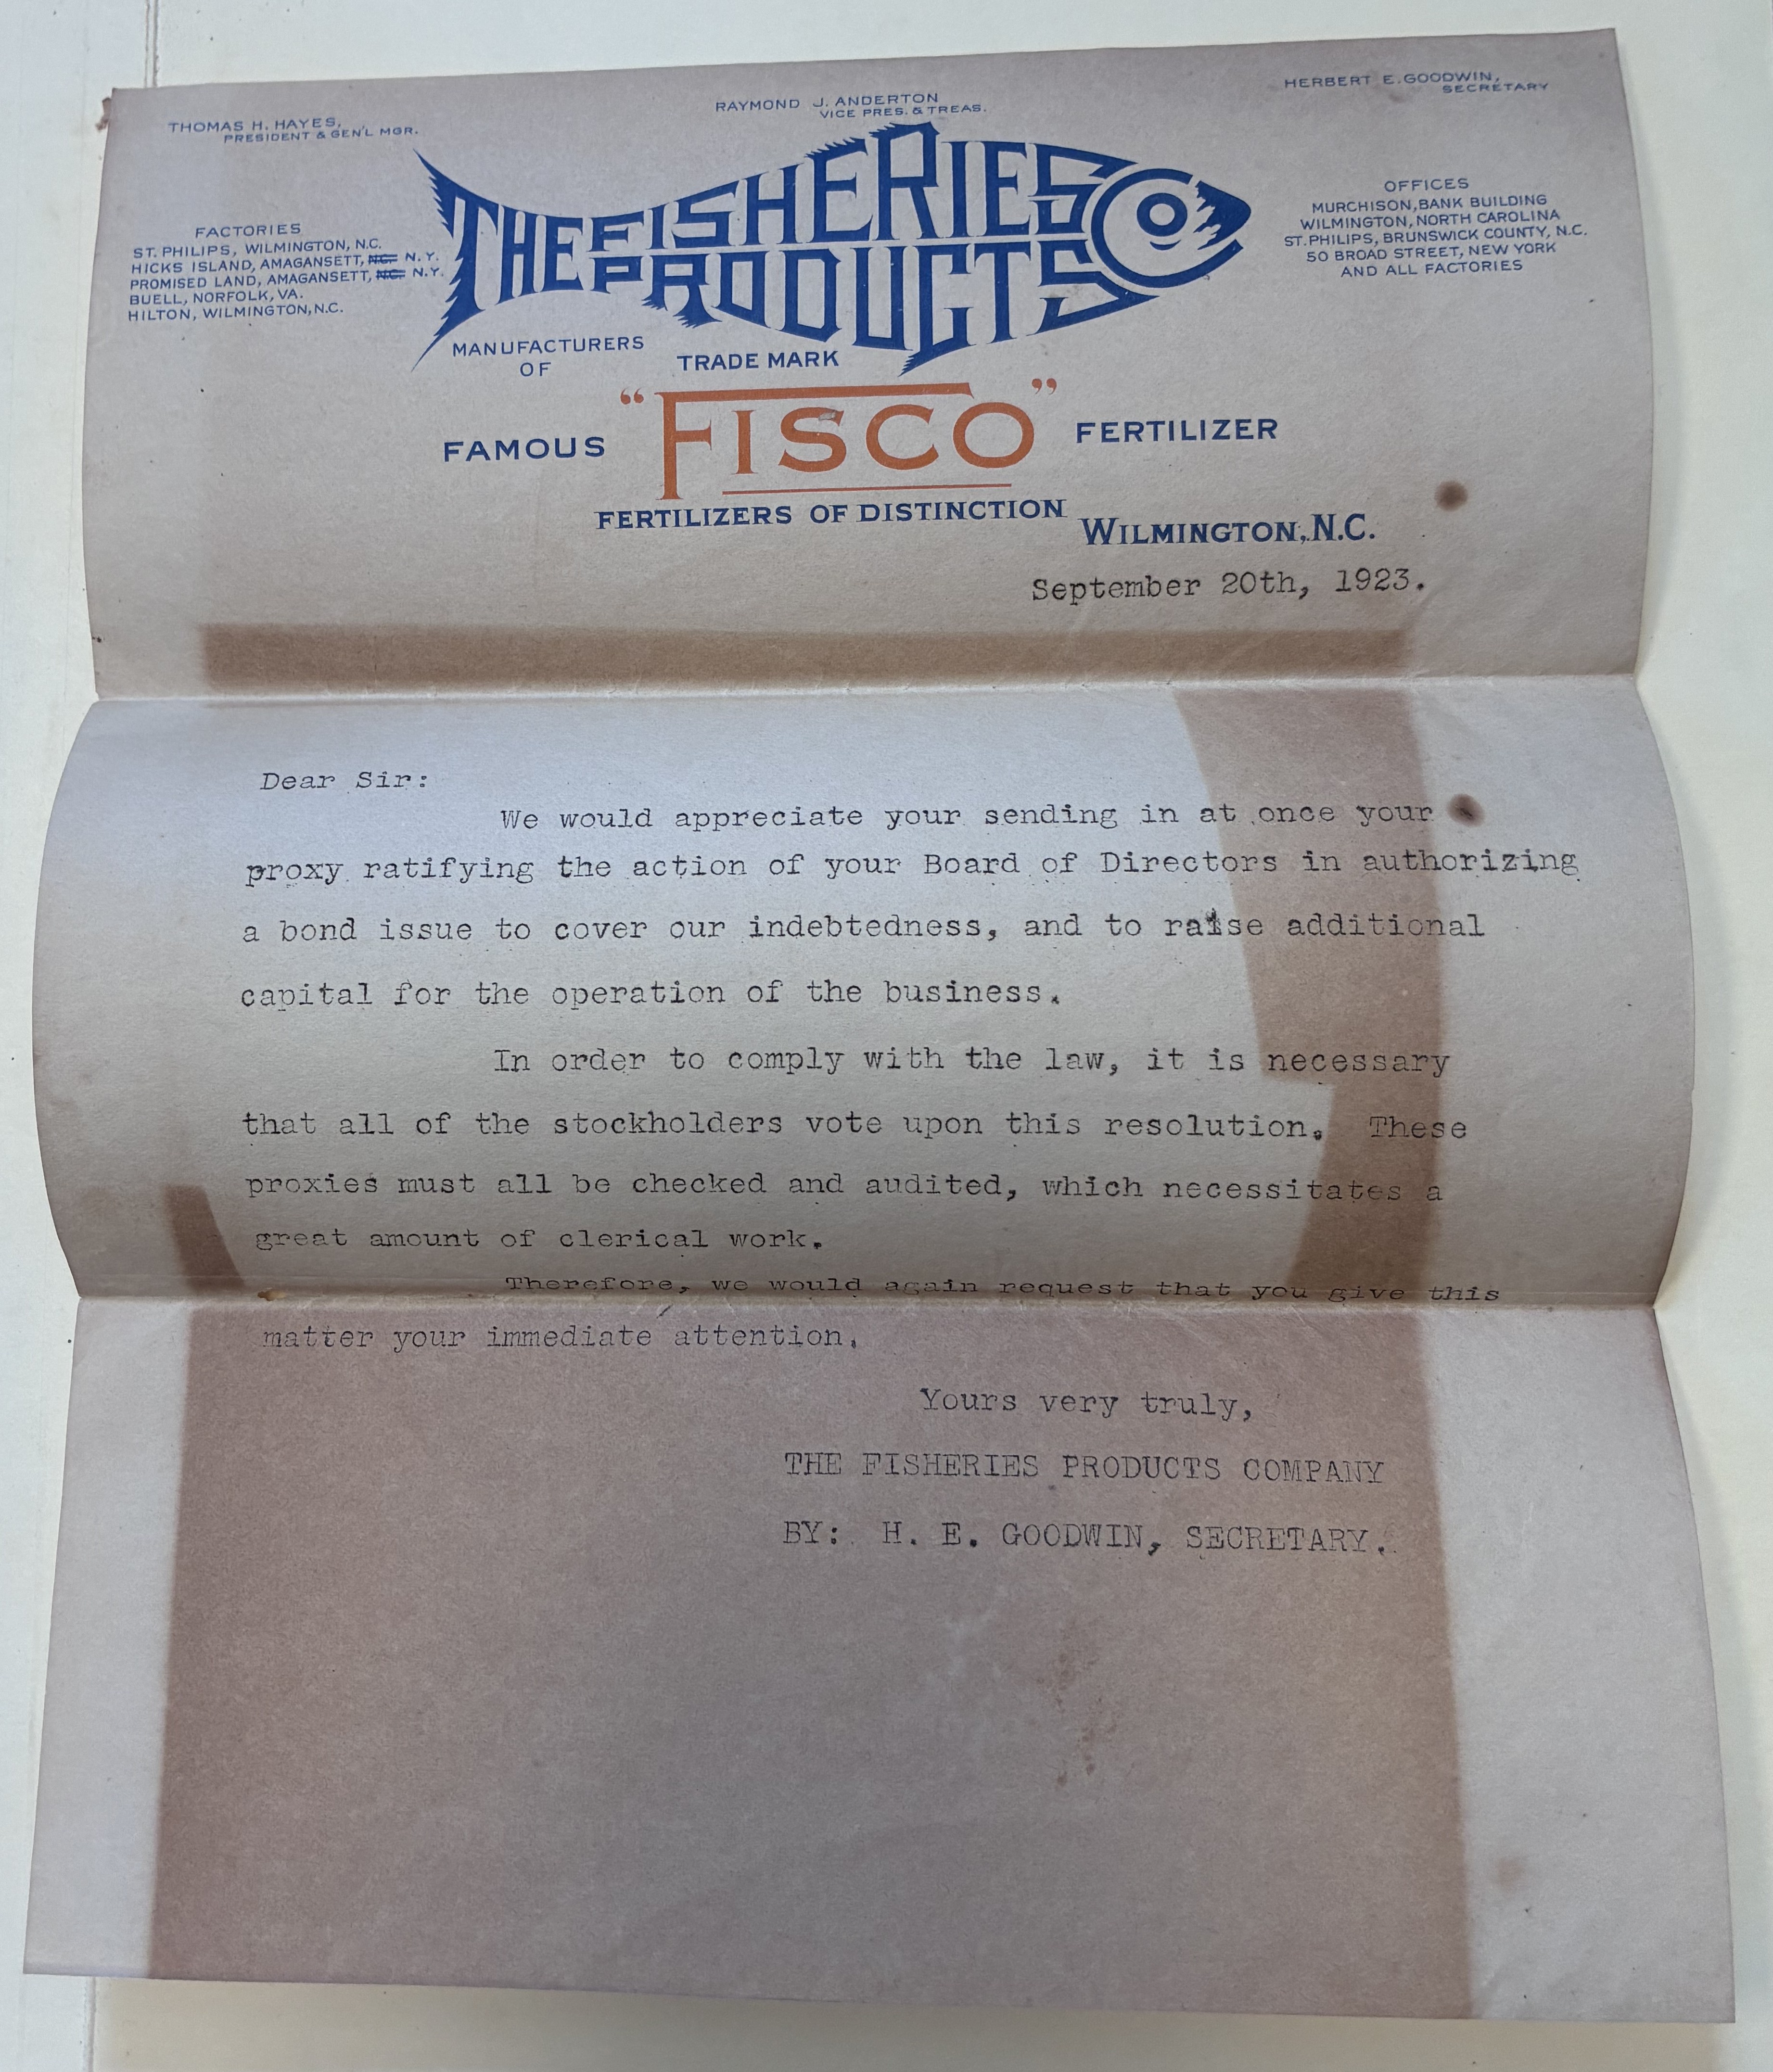 THOMAS H. HAYES,
PRESIDENT & GEN'L MGR.
RAYMOND J. ANDERTON
VICE PRES. & TREAS.
HERBERT E. GOODWIN,
SECRETARY
FACTORIES
ST. PHILIPS, WILMINGTON, N.C.
HICKS ISLAND, AMAGANSETT, N.C. N.Y.
PROMISED LAND, AMAGANSETT, N.C. N.Y.
BUELL, NORFOLK, VA.
HILTON, WILMINGTON, N.C.
THE FISHERIES
PRODUCTS CO
OFFICES
MURCHISON, BANK BUILDING
WILMINGTON, NORTH CAROLINA
ST. PHILIPS, BRUNSWICK COUNTY, N.C.
50 BROAD STREET, NEW YORK
AND ALL FACTORIES
MANUFACTURERS
OF
TRADE MARK
FAMOUS "FISCO" FERTILIZER
FERTILIZERS OF DISTINCTION
WILMINGTON, N.C.
September 20th, 1923.
Dear Sir:
We would appreciate your sending in at once your
proxy ratifying the action of your Board of Directors in authorizing
a bond issue to cover our indebtedness, and to raise additional
capital for the operation of the business.
In order to comply with the law, it is necessary
that all of the stockholders vote upon this resolution. These
proxies must all be checked and audited, which necessitates a
great amount of clerical work.
Therefore, we would again request that you give this
matter your immediate attention.
Yours very truly,
THE FISHERIES PRODUCTS COMPANY
BY: H. E. GOODWIN, SECRETARY.